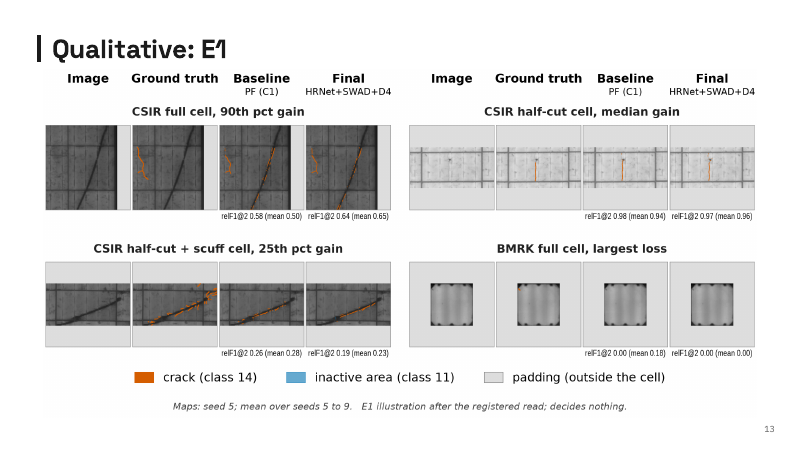 Qualitative: E1
Image Ground truth Baseline Final Image Ground truth Baseline Final
PF (C1) HRNet+SWAD+D4 PF (C1) HRNet+SWAD+D4
CSIR full cell, 90th pct gain CSIR half-cut cell, median gain
relF1@2 0.58 (mean 0.50) relF1@2 0.64 (mean 0.65) relF1@2 0.98 (mean 0.94) relF1@2 0.97 (mean 0.96)
CSIR half-cut + scuff cell, 25th pct gain BMRK full cell, largest loss
relF1@2 0.26 (mean 0.28) relF1@2 0.19 (mean 0.23) relF1@2 0.00 (mean 0.18) relF1@2 0.00 (mean 0.00)
crack (class 14) inactive area (class 11) padding (outside the cell)
Maps: seed 5; mean over seeds 5 to 9. E1 illustration after the registered read; decides nothing.
13